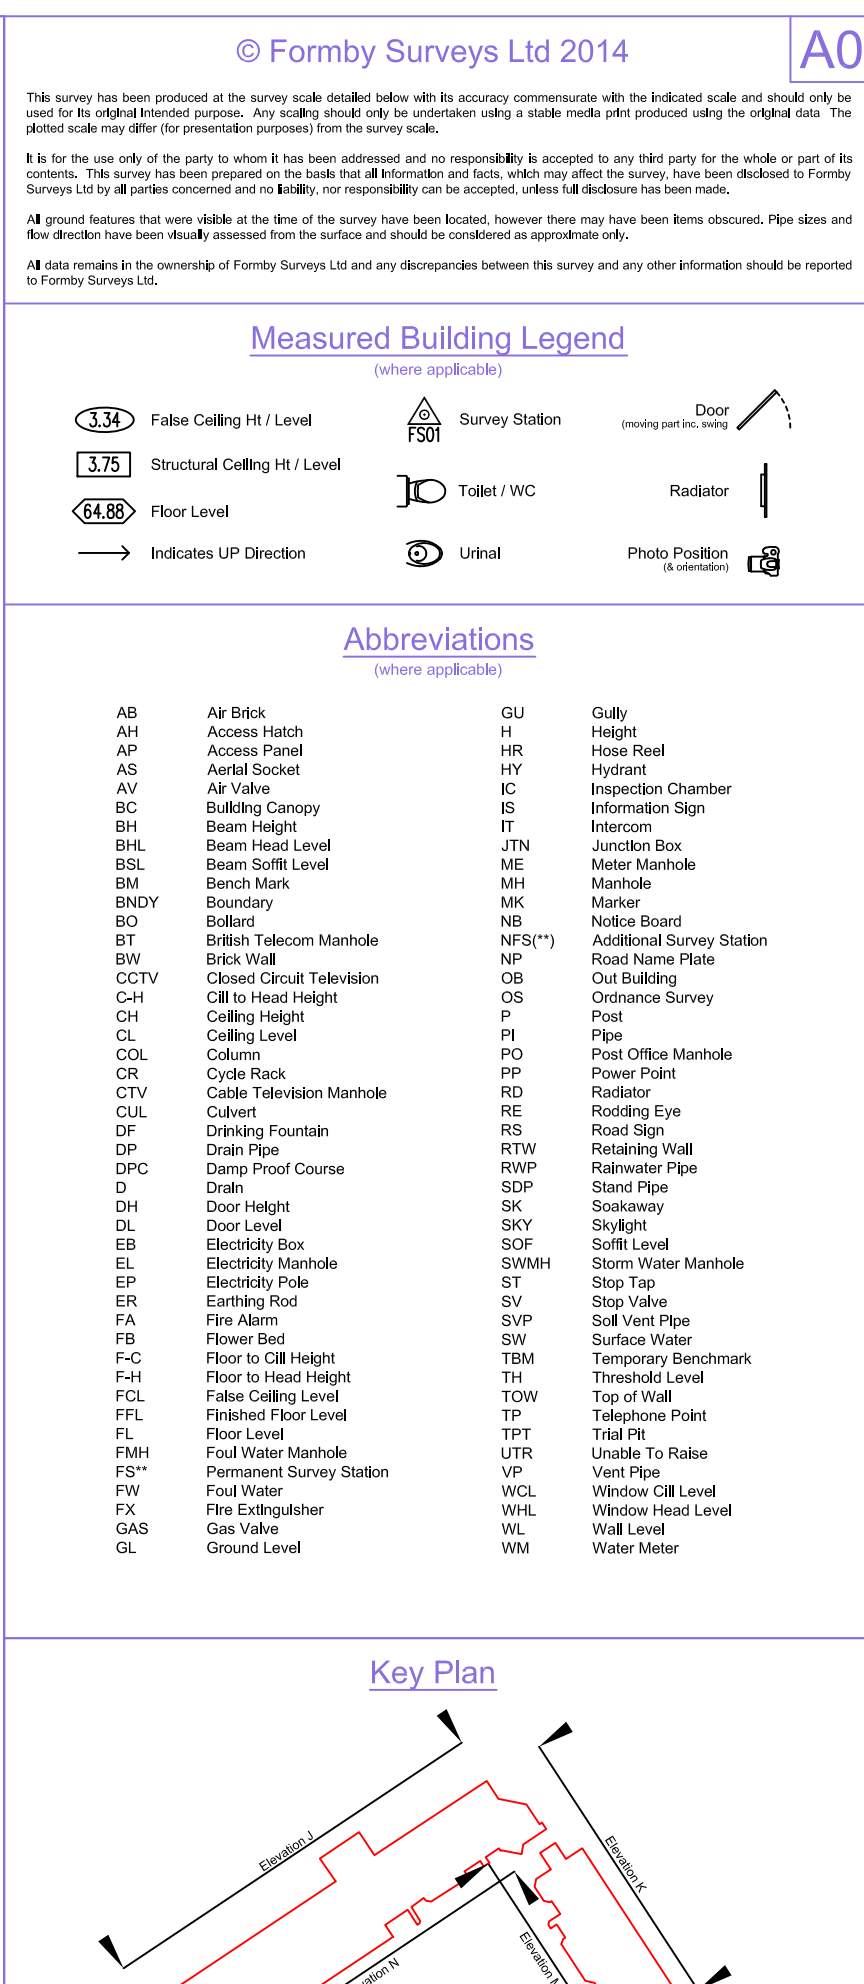 © Formby Surveys Ltd 2014
A0
This survey has been produced at the survey scale detailed below with its accuracy commensurate with the indicated scale and should only be
used for its original intended purpose. Any scaling should only be undertaken using a stable media print produced using the original data The
plotted scale may differ (for presentation purposes) from the survey scale.
It is for the use only of the party to whom it has been addressed and no responsibility is accepted to any third party for the whole or part of its
contents. This survey has been prepared on the basis that all information and facts, which may affect the survey, have been disclosed to Formby
Surveys Ltd by all parties concerned and no liability, nor responsibility can be accepted, unless full disclosure has been made.
All ground features that were visible at the time of the survey have been located, however there may have been items obscured. Pipe sizes and
flow direction have been visually assessed from the surface and should be considered as approximate only.
All data remains in the ownership of Formby Surveys Ltd and any discrepancies between this survey and any other information should be reported
to Formby Surveys Ltd.
Measured Building Legend
(where applicable)
3.34 False Ceiling Ht / Level
3.75 Structural Ceiling Ht / Level
64.88 Floor Level
Indicates UP Direction
FS01 Survey Station
Toilet / WC
Urinal
Door
(moving part inc. swing
Radiator
Photo Position
(& orientation)
Abbreviations
(where applicable)
AB Air Brick
AH Access Hatch
AP Access Panel
AS Aerial Socket
AV Air Valve
BC Building Canopy
BH Beam Height
BHL Beam Head Level
BSL Beam Soffit Level
BM Bench Mark
BNDY Boundary
BO Bollard
BT British Telecom Manhole
BW Brick Wall
CCTV Closed Circuit Television
C-H Cill to Head Height
CH Ceiling Height
CL Ceiling Level
COL Column
CR Cycle Rack
CTV Cable Television Manhole
CUL Culvert
DF Drinking Fountain
DP Drain Pipe
DPC Damp Proof Course
D Drain
DH Door Height
DL Door Level
EB Electricity Box
EL Electricity Manhole
EP Electricity Pole
ER Earthing Rod
FA Fire Alarm
FB Flower Bed
F-C Floor to Cill Height
F-H Floor to Head Height
FCL False Ceiling Level
FFL Finished Floor Level
FL Floor Level
FMH Foul Water Manhole
FS** Permanent Survey Station
FW Foul Water
FX Fire Extinguisher
GAS Gas Valve
GL Ground Level
GU Gully
H Height
HR Hose Reel
HY Hydrant
IC Inspection Chamber
IS Information Sign
IT Intercom
JTN Junction Box
ME Meter Manhole
MH Manhole
MK Marker
NB Notice Board
NFS(**) Additional Survey Station
NP Road Name Plate
OB Out Building
OS Ordnance Survey
P Post
PI Pipe
PO Post Office Manhole
PP Power Point
RD Radiator
RE Rodding Eye
RS Road Sign
RTW Retaining Wall
RWP Rainwater Pipe
SDP Stand Pipe
SK Soakaway
SKY Skylight
SOF Soffit Level
SWMH Storm Water Manhole
ST Stop Tap
SV Stop Valve
SVP Soil Vent Pipe
SW Surface Water
TBM Temporary Benchmark
TH Threshold Level
TOW Top of Wall
TP Telephone Point
TPT Trial Pit
UTR Unable To Raise
VP Vent Pipe
WCL Window Cill Level
WHL Window Head Level
WL Wall Level
WM Water Meter
Key Plan
Elevation J
Elevation K
vation N
Elevation